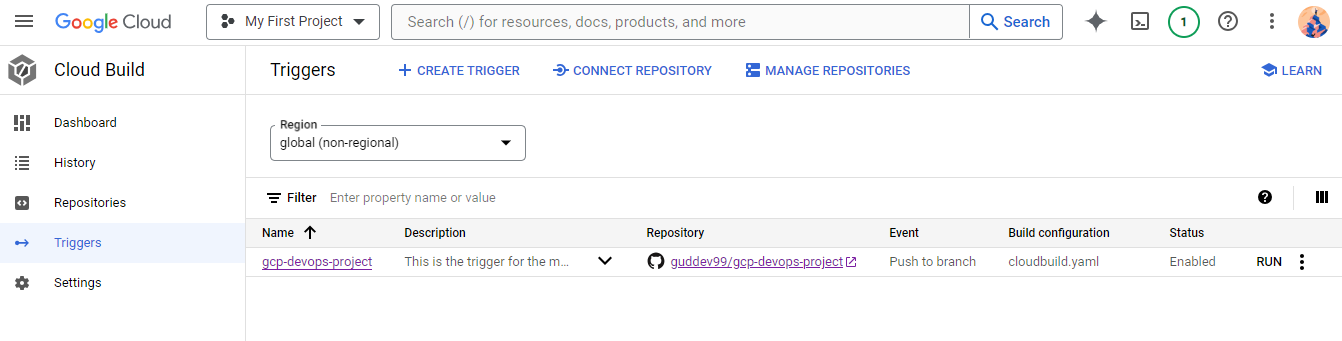 Google Cloud My First Project Search (/) for resources, docs, products, and more Search 1
Cloud Build Triggers CREATE TRIGGER CONNECT REPOSITORY MANAGE REPOSITORIES LEARN
Dashboard
History
Repositories
Triggers
Settings
Region
global (non-regional)
Filter Enter property name or value
Name Description Repository Event Build configuration Status
gcp-devops-project This is the trigger for the m... guddev99/gcp-devops-project Push to branch cloudbuild.yaml Enabled RUN